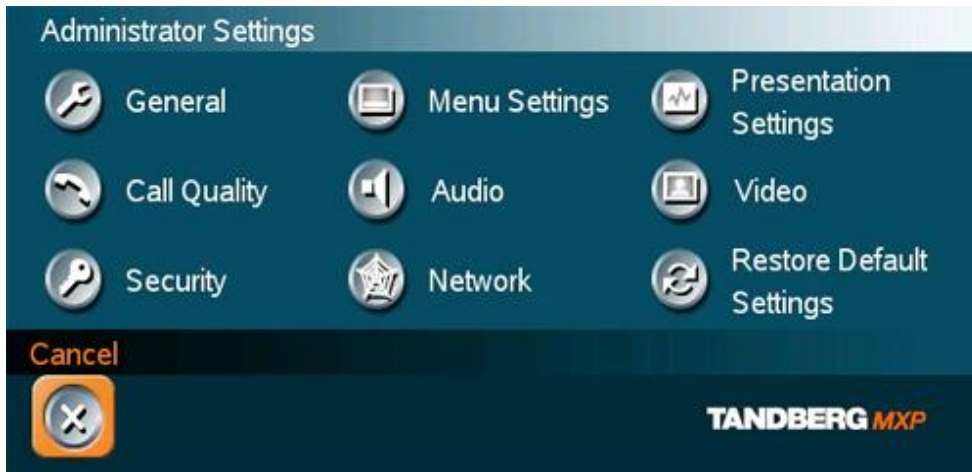 Administrator Settings
General
Menu Settings
Presentation
Settings
Call Quality
Audio
Video
Security
Network
Restore Default
Settings
Cancel
TANDBERG MXP